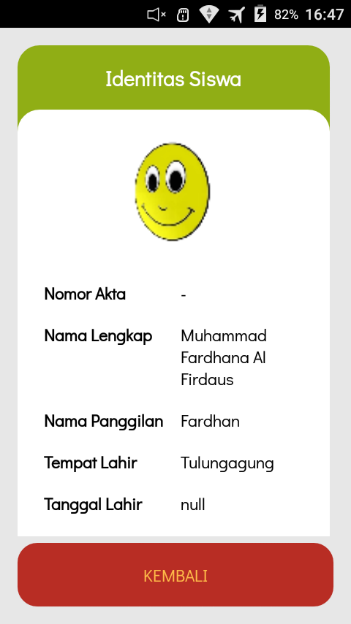 82% 16:47
Identitas Siswa
Nomor Akta -
Nama Lengkap Muhammad
Fardhana Al
Firdaus
Nama Panggilan Fardhan
Tempat Lahir Tulungagung
Tanggal Lahir null
KEMBALI